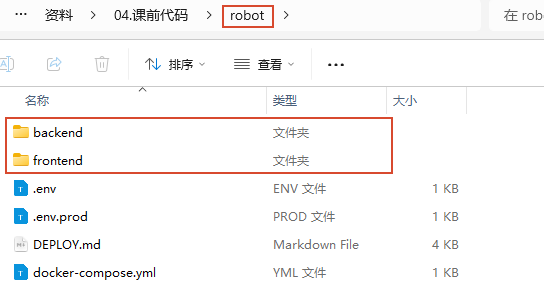 ··· 资料 > 04.课前代码 > robot > 在 rob
排序 查看 ···
名称 类型 大小
backend 文件夹
frontend 文件夹
.env ENV 文件 1 KB
.env.prod PROD 文件 1 KB
DEPLOY.md Markdown File 4 KB
docker-compose.yml YML 文件 1 KB